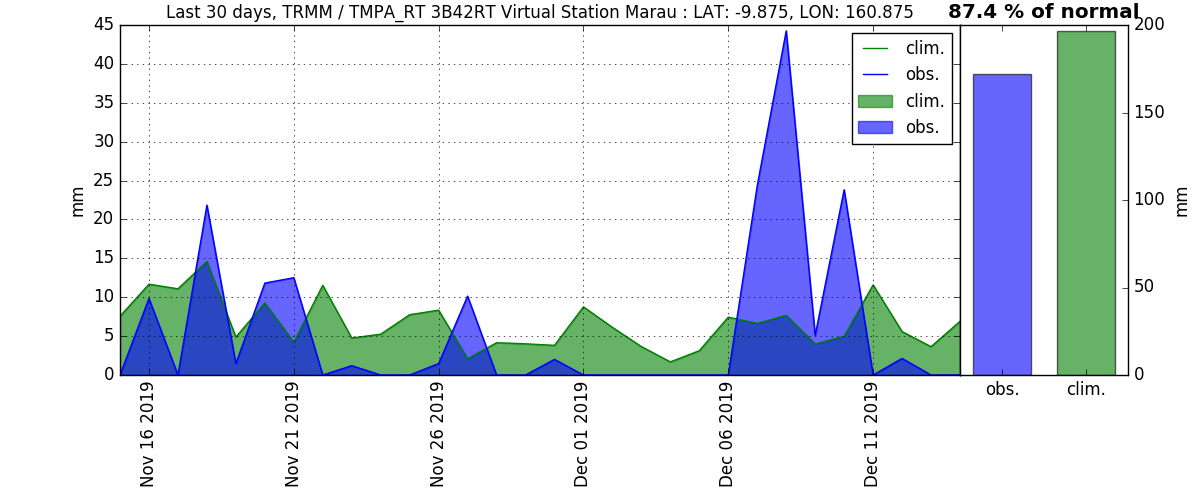 Last 30 days, TRMM / TMPA_RT 3B42RT Virtual Station Marau : LAT: -9.875, LON: 160.875
87.4 % of normal
45
40
35
30
25
20
15
10
5
0
mm
clim.
obs.
clim.
obs.
Nov 16 2019
Nov 21 2019
Nov 26 2019
Dec 01 2019
Dec 06 2019
Dec 11 2019
200
150
100
50
0
mm
obs.
clim.